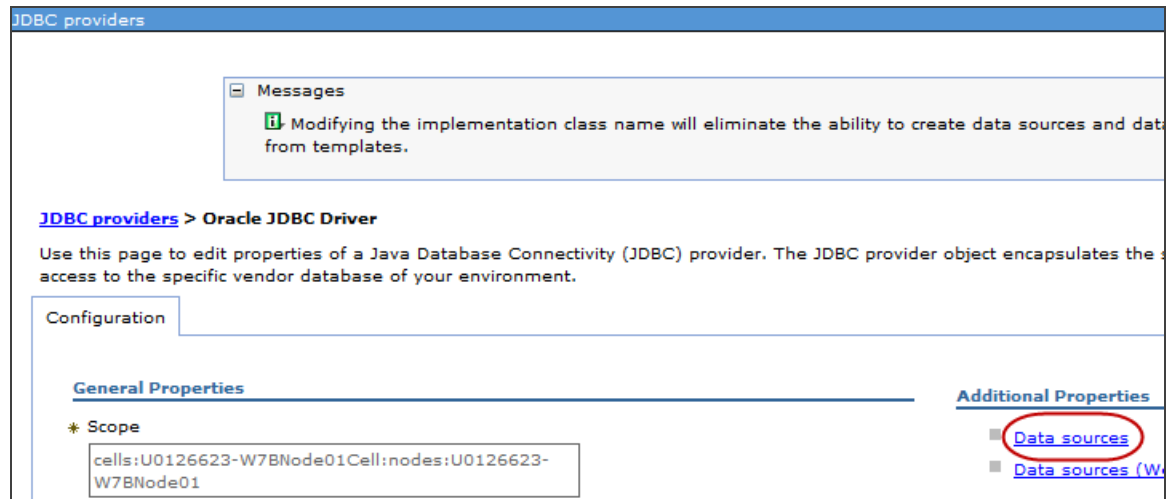 JDBC providers
Messages
Modifying the implementation class name will eliminate the ability to create data sources and
from templates.
JDBC providers > Oracle JDBC Driver
Use this page to edit properties of a Java Database Connectivity (JDBC) provider. The JDBC provider object encapsulates the
access to the specific vendor database of your environment.
Configuration
General Properties
Additional Properties
* Scope
Data sources
cells:U0126623-W7BNode01Cell:nodes:U0126623-
W7BNode01
Data sources